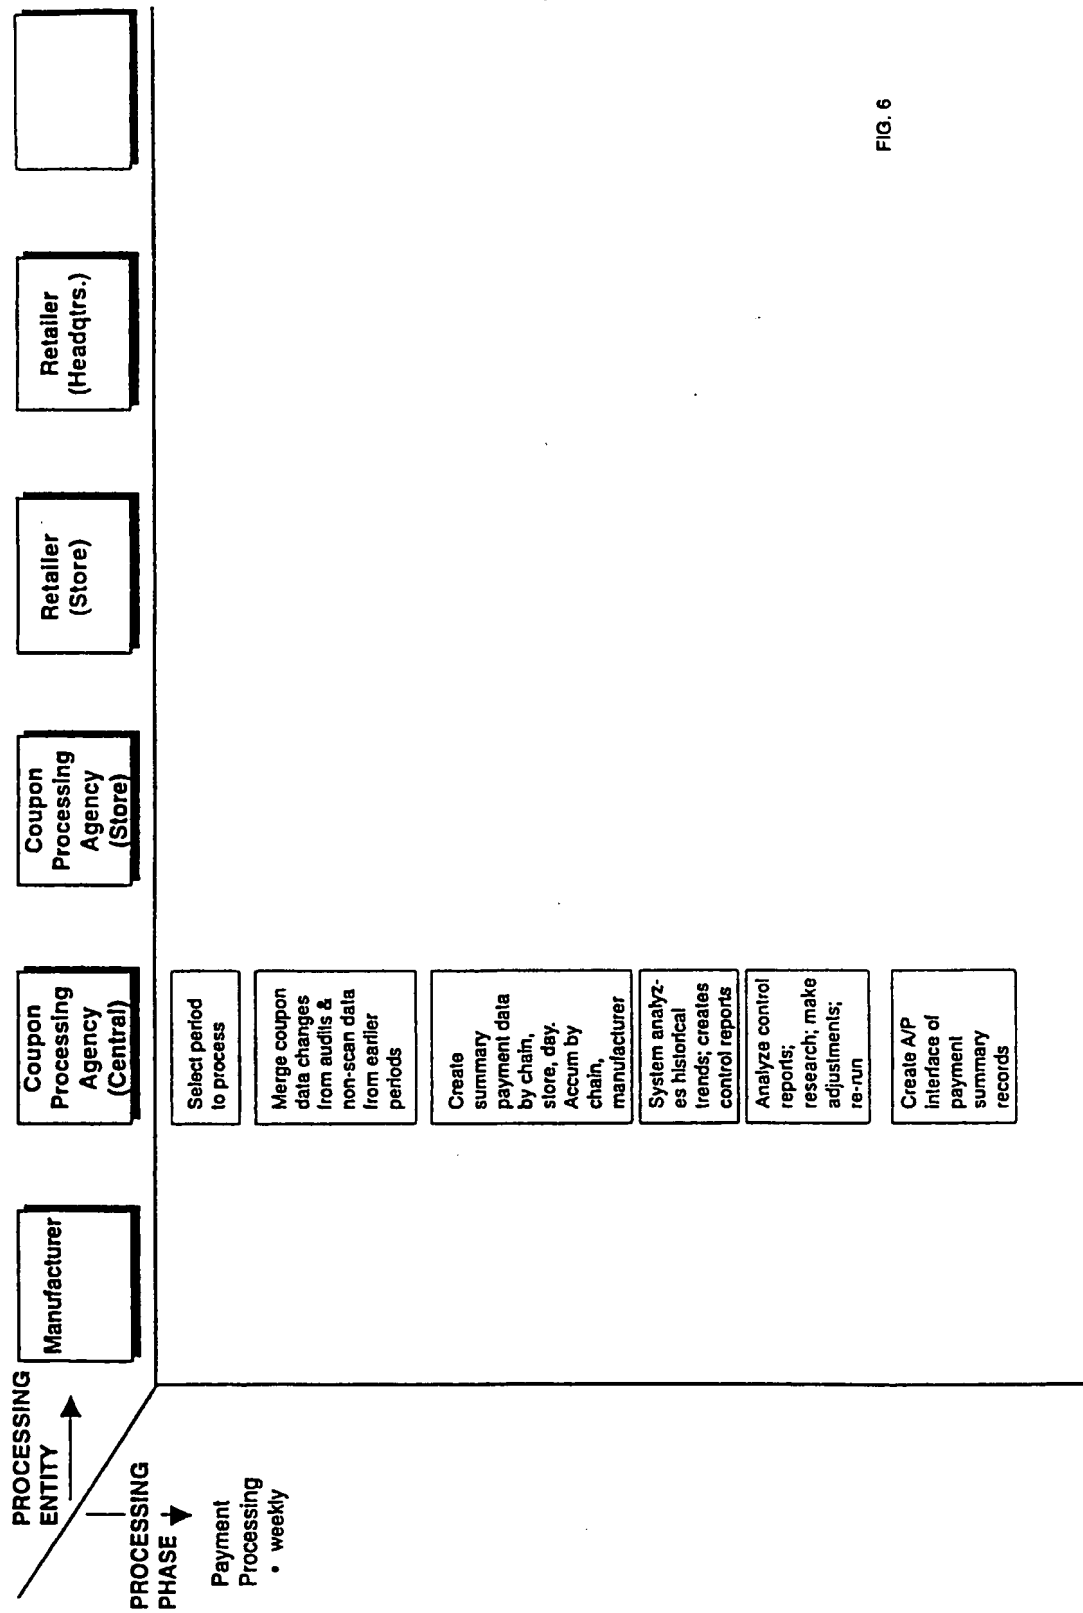 PROCESSING
ENTITY
PROCESSING
PHASE
Manufacturer
Coupon
Processing
Agency
(Central)
Coupon
Processing
Agency
(Store)
Retailer
(Store)
Retailer
(Headqtrs.)
Payment
Processing
• weekly
Select period
to process
Merge coupon
data changes
from audits &
non-scan data
from earlier
periods
Create
summary
payment data
by chain,
store, day.
Accum by
chain,
manufacturer
System analyz-
es historical
trends; creates
control reports
Analyze control
reports;
research; make
adjustments;
re-run
Create A/P
interface of
payment
summary
records
FIG. 6